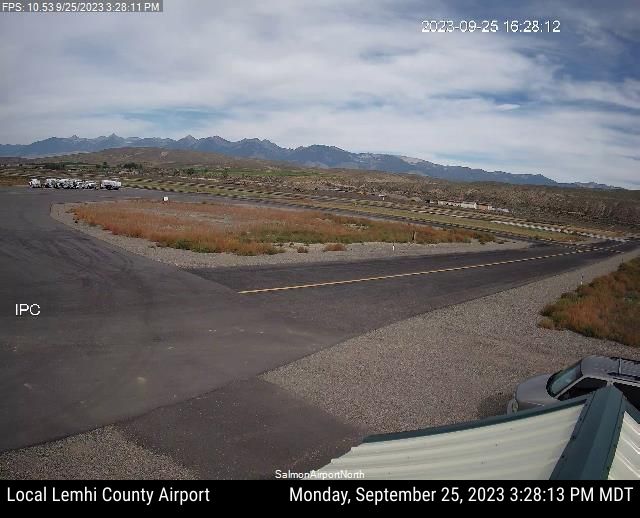 FPS: 10.53 9/25/2023 3:28:11 PM
2023-09-25 16:28:12
IPC
SalmonAirportNorth
Local Lemhi County Airport Monday, September 25, 2023 3:28:13 PM MDT